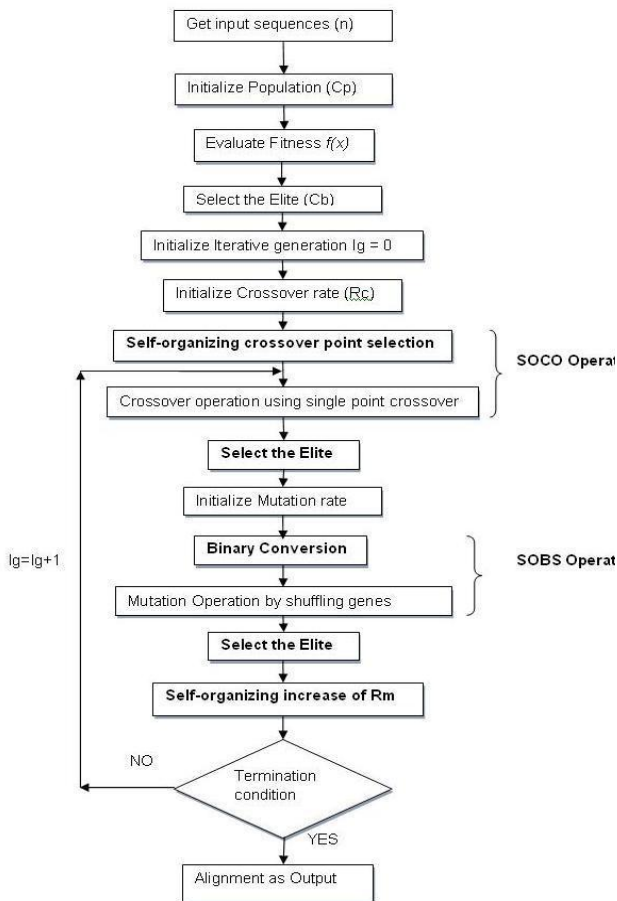 Get input sequences (n)
Initialize Population (Cp)
Evaluate Fitness f(x)
Select the Elite (Cb)
Initialize Iterative generation Ig = 0
Initialize Crossover rate (Rc)
Self-organizing crossover point selection
SOCO Operat
Crossover operation using single point crossover
Select the Elite
Initialize Mutation rate
Binary Conversion
Ig=Ig+1
SOBS Operat
Mutation Operation by shuffling genes
Select the Elite
Self-organizing increase of Rm
NO
Termination
condition
YES
Alignment as Output